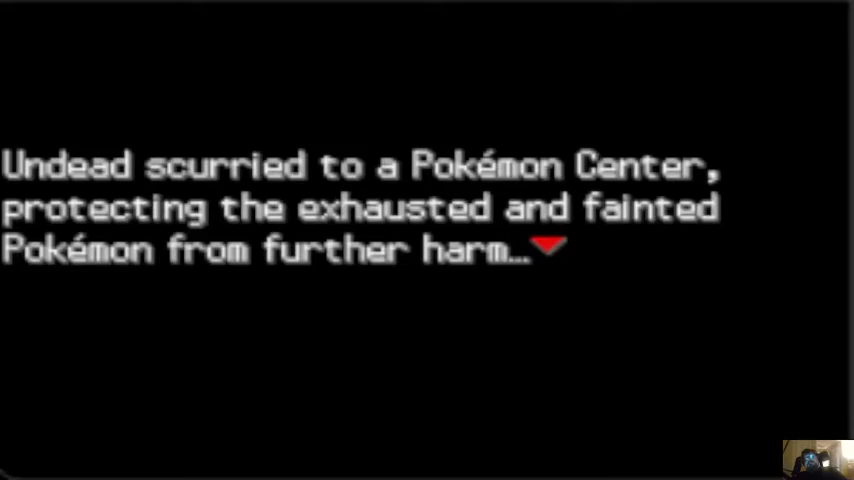 Undead scurried to a Pokémon Center,
protecting the exhausted and fainted
Pokémon from further harm…